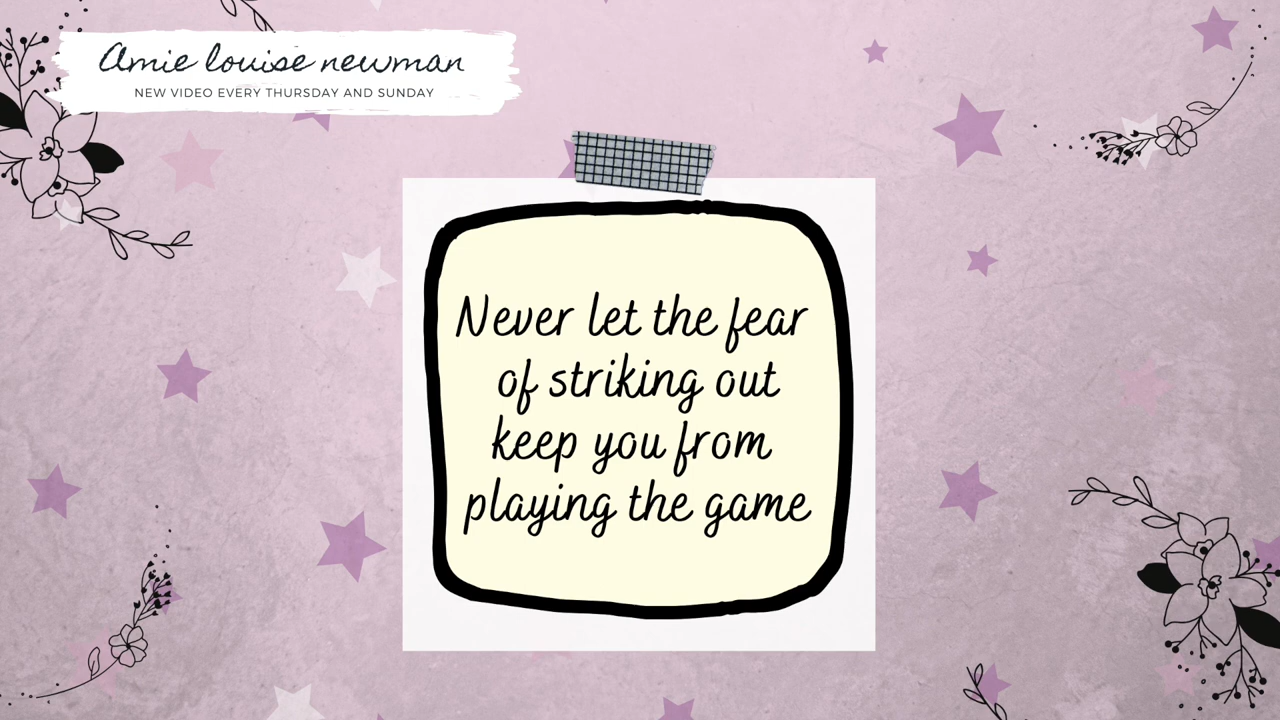 Amie louise newman
NEW VIDEO EVERY THURSDAY AND SUNDAY
Never let the fear
of striking out
keep you from
playing the game